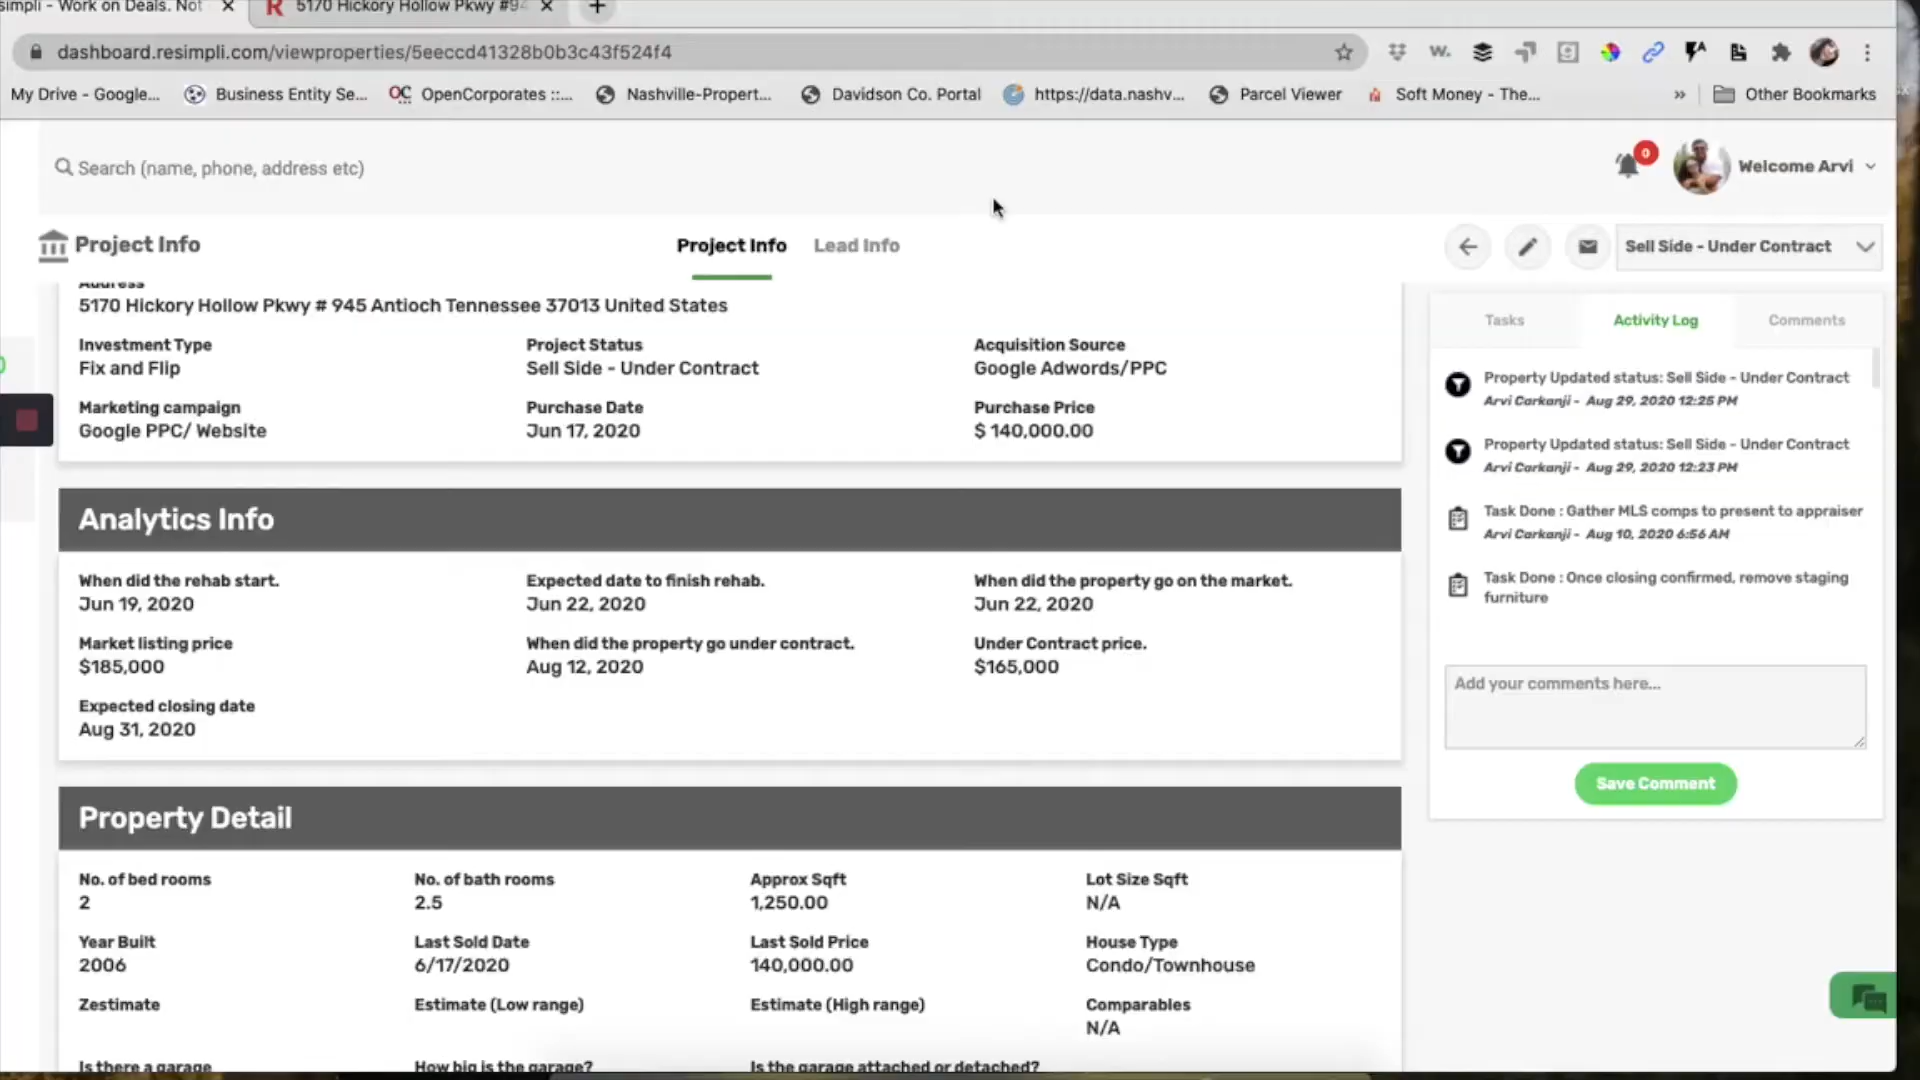 simpli - Work on Deals. Not
5170 Hickory Hollow Pkwy #94
dashboard.resimpli.com/viewproperties/5eeccd41328b0b3c43f524f4
My Drive - Google...
Business Entity Se...
OpenCorporates ::...
Nashville-Propert...
Davidson Co. Portal
https://data.nashv...
Parcel Viewer
Soft Money - The...
»
Other Bookmarks
Search (name, phone, address etc)
0
Welcome Arvi
Project Info
Project Info
Lead Info
Sell Side - Under Contract
Address
5170 Hickory Hollow Pkwy # 945 Antioch Tennessee 37013 United States
Investment Type
Fix and Flip
Project Status
Sell Side - Under Contract
Acquisition Source
Google Adwords/PPC
Marketing campaign
Google PPC/ Website
Purchase Date
Jun 17, 2020
Purchase Price
$ 140,000.00
Analytics Info
When did the rehab start.
Jun 19, 2020
Expected date to finish rehab.
Jun 22, 2020
When did the property go on the market.
Jun 22, 2020
Market listing price
$185,000
When did the property go under contract.
Aug 12, 2020
Under Contract price.
$165,000
Expected closing date
Aug 31, 2020
Property Detail
No. of bed rooms
2
No. of bath rooms
2.5
Approx Sqft
1,250.00
Lot Size Sqft
N/A
Year Built
2006
Last Sold Date
6/17/2020
Last Sold Price
140,000.00
House Type
Condo/Townhouse
Zestimate
Estimate (Low range)
Estimate (High range)
Comparables
N/A
Is there a garage
How big is the garage?
Is the garage attached or detached?
Tasks
Activity Log
Comments
Property Updated status: Sell Side - Under Contract
Arvi Carkanji - Aug 29, 2020 12:25 PM
Property Updated status: Sell Side - Under Contract
Arvi Carkanji - Aug 29, 2020 12:23 PM
Task Done : Gather MLS comps to present to appraiser
Arvi Carkanji - Aug 10, 2020 6:56 AM
Task Done : Once closing confirmed, remove staging
furniture
Add your comments here...
Save Comment